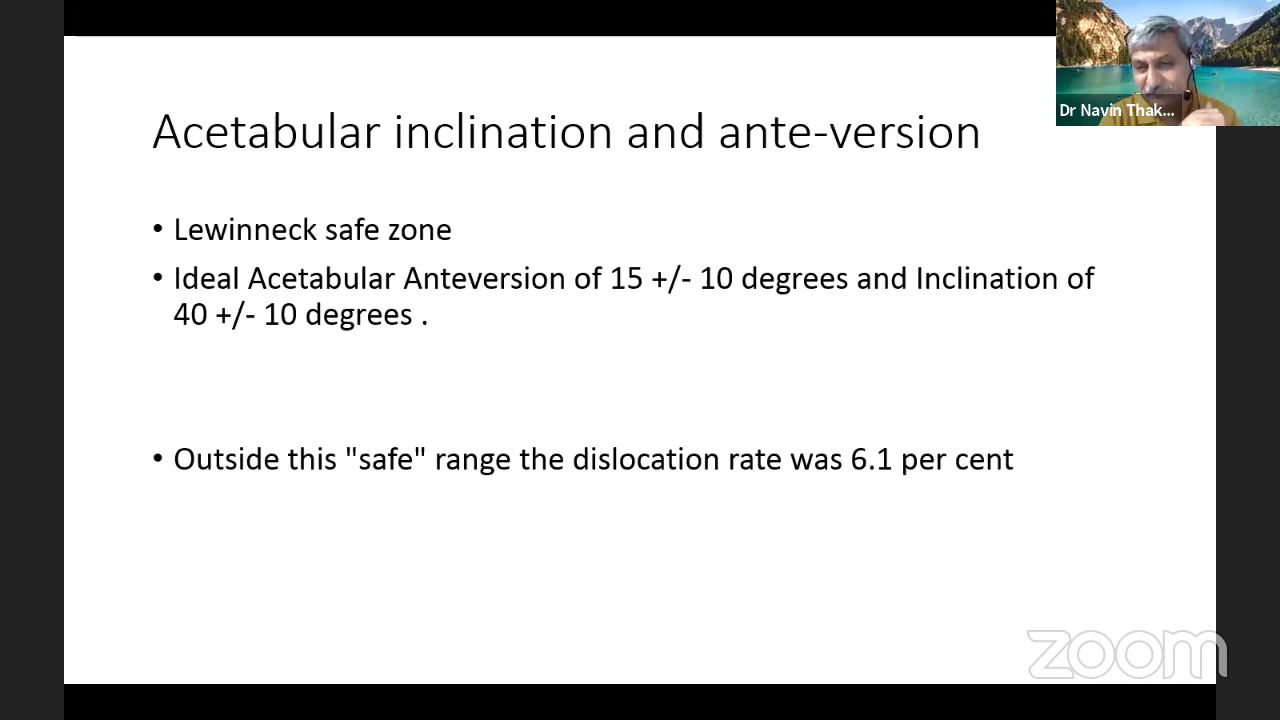 Acetabular inclination and ante-version
• Lewinneck safe zone
• Ideal Acetabular Anteversion of 15 +/- 10 degrees and Inclination of
40 +/- 10 degrees .
• Outside this "safe" range the dislocation rate was 6.1 per cent
Dr Navin Thak...
zoom